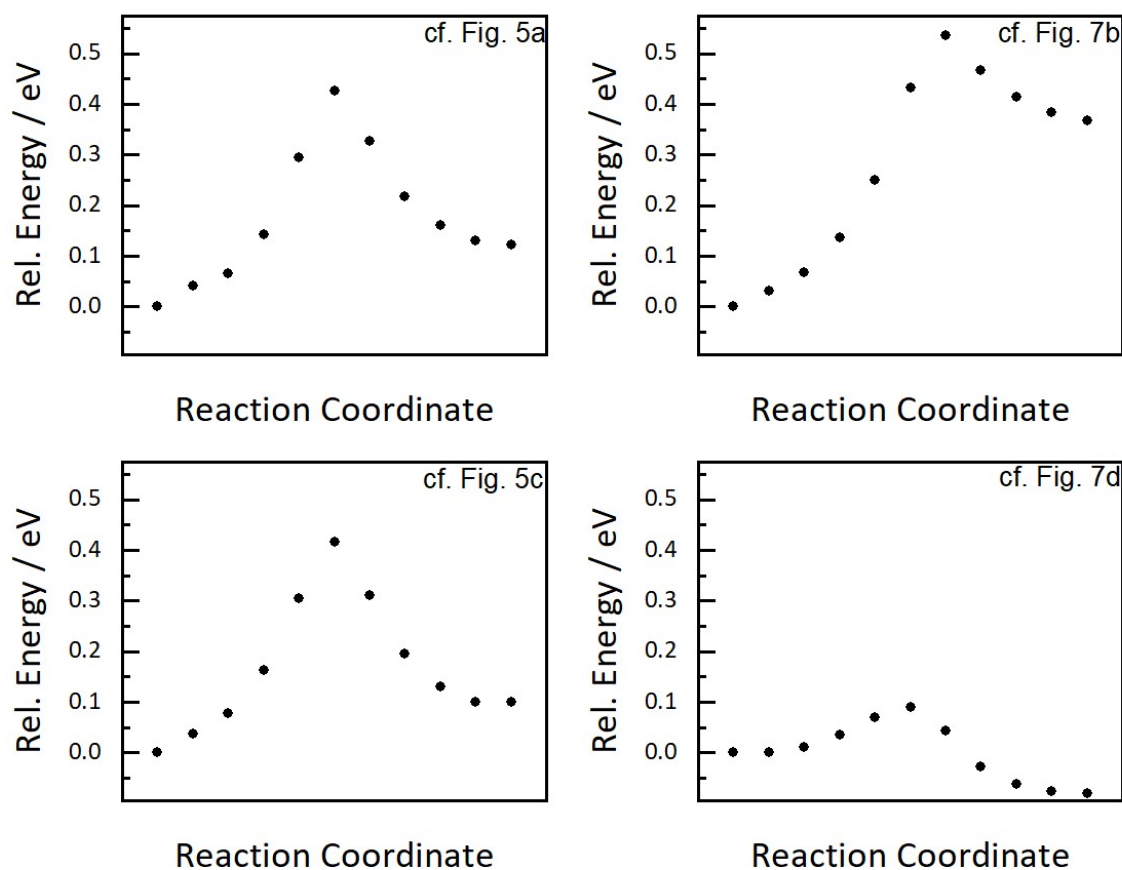 cf. Fig. 5a
0.5
0.4
0.3
0.2
0.1
0.0
Rel. Energy / eV
Reaction Coordinate
cf. Fig. 7b
0.5
0.4
0.3
0.2
0.1
0.0
Rel. Energy / eV
Reaction Coordinate
cf. Fig. 5c
0.5
0.4
0.3
0.2
0.1
0.0
Rel. Energy / eV
Reaction Coordinate
cf. Fig. 7d
0.5
0.4
0.3
0.2
0.1
0.0
Rel. Energy / eV
Reaction Coordinate